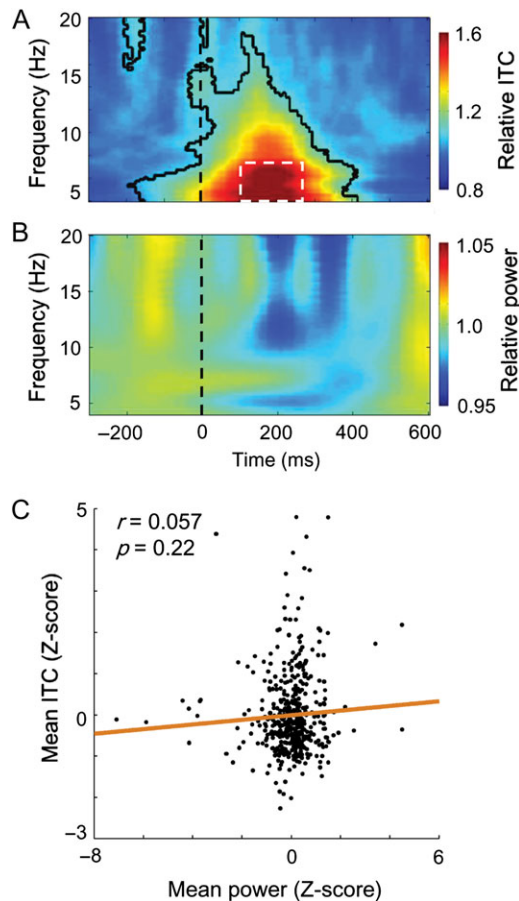 A
Frequency (Hz)
20
15
10
5
1.6
1.2
0.8
Relative ITC
B
Frequency (Hz)
20
15
10
5
1.05
1.0
0.95
Relative power
−200
0
200
400
600
Time (ms)
C
r = 0.057
p = 0.22
Mean ITC (Z-score)
5
0
−3
−8
0
6
Mean power (Z-score)